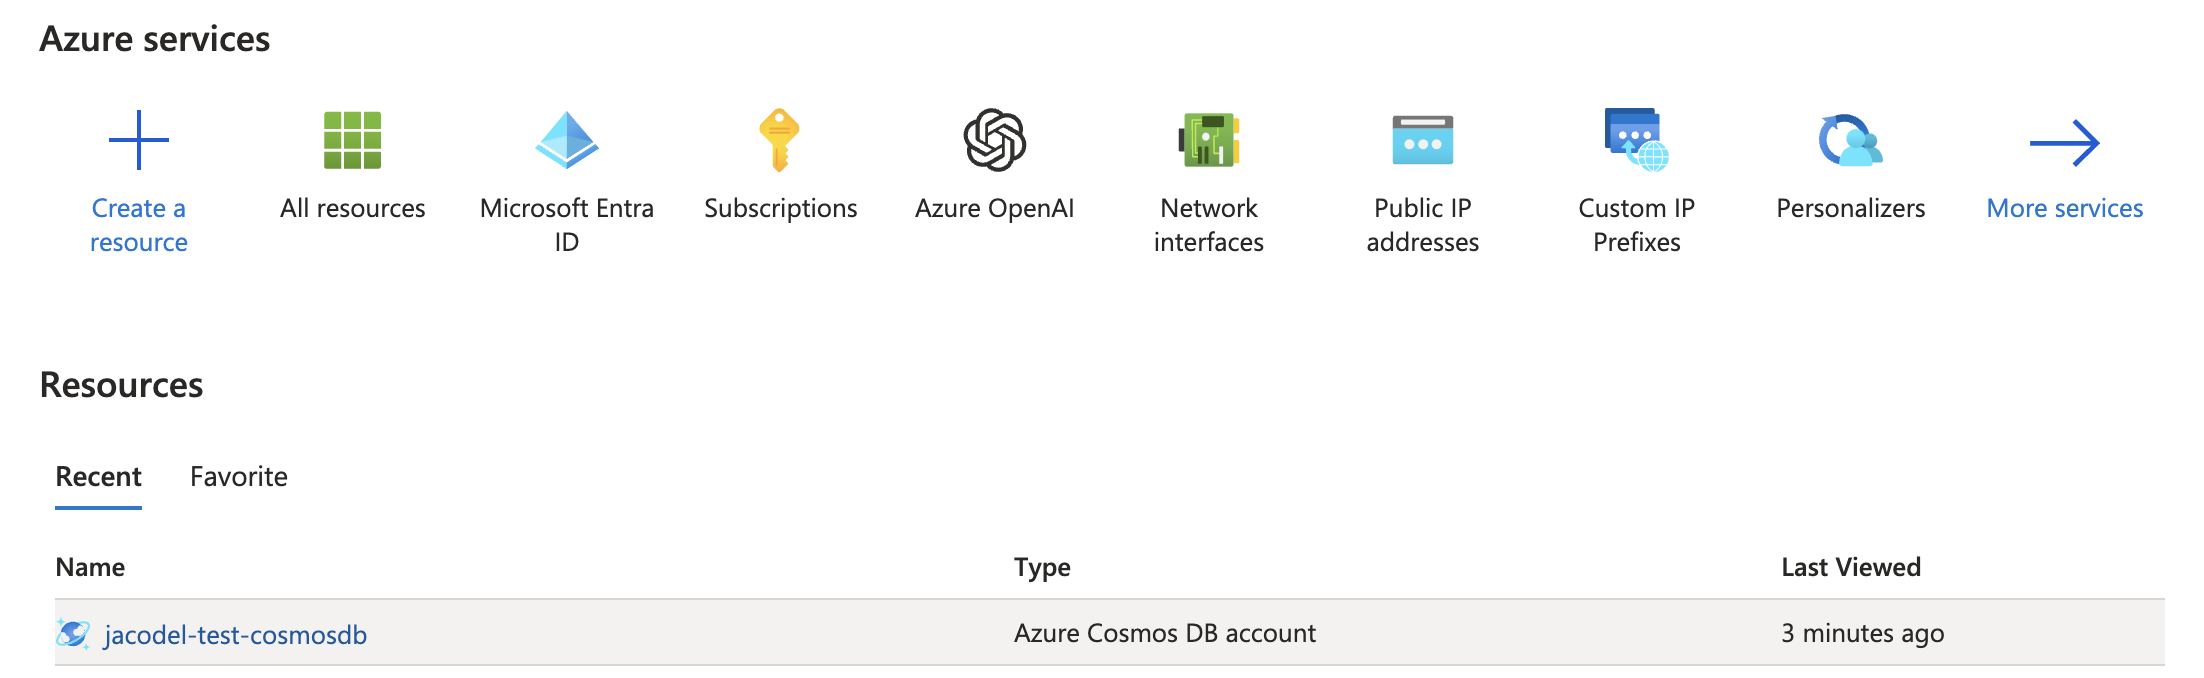 Azure services
Create a
resource
All resources
Microsoft Entra
ID
Subscriptions
Azure OpenAI
Network
interfaces
Public IP
addresses
Custom IP
Prefixes
Personalizers
More services
Resources
Recent Favorite
Name Type Last Viewed
jacodel-test-cosmosdb Azure Cosmos DB account 3 minutes ago